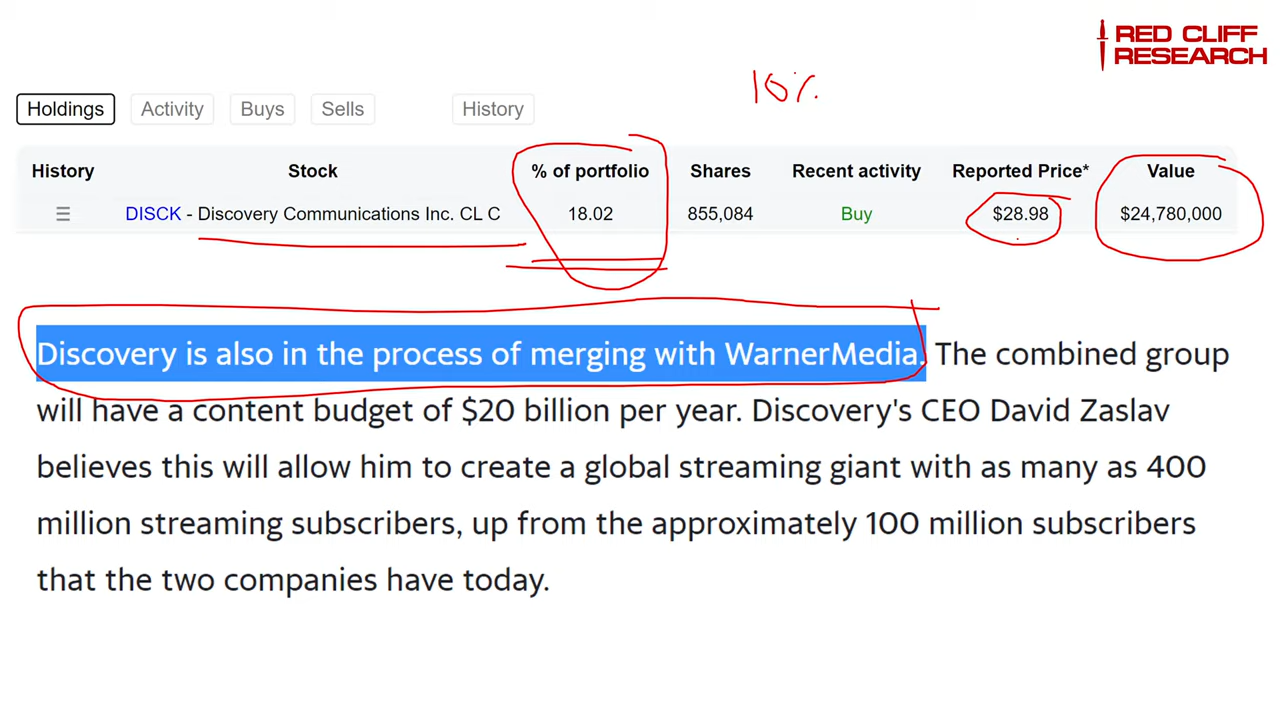 RED CLIFF
RESEARCH
10%
Holdings Activity Buys Sells History
History Stock % of portfolio Shares Recent activity Reported Price* Value
≡ DISCK - Discovery Communications Inc. CL C 18.02 855,084 Buy $28.98 $24,780,000
Discovery is also in the process of merging with WarnerMedia. The combined group
will have a content budget of $20 billion per year. Discovery's CEO David Zaslav
believes this will allow him to create a global streaming giant with as many as 400
million streaming subscribers, up from the approximately 100 million subscribers
that the two companies have today.